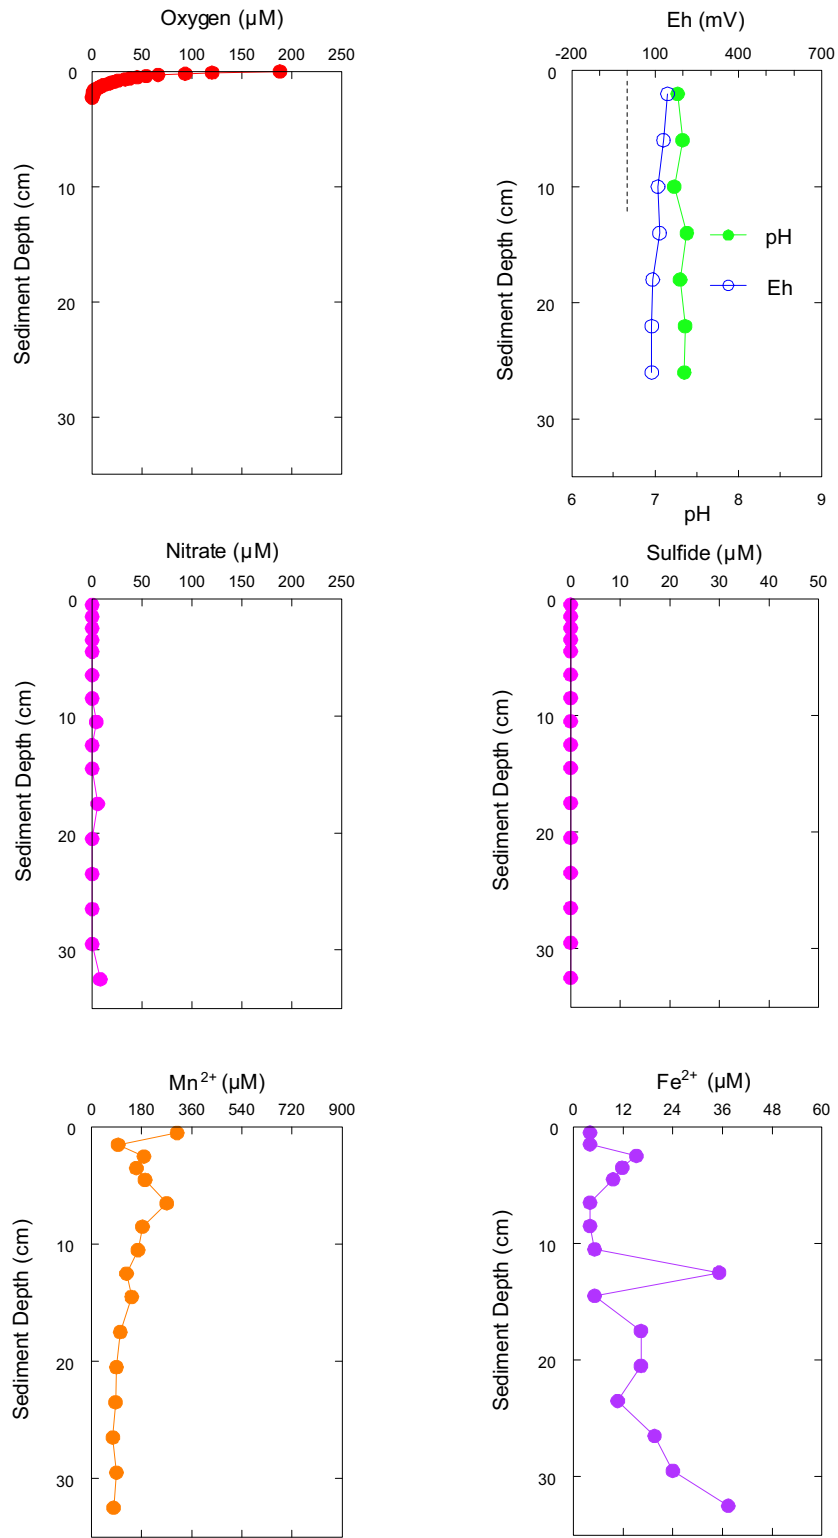 Oxygen (µM)
0 50 100 150 200 250
0
10
20
30
Sediment Depth (cm)
Eh (mV)
-200 100 400 700
0
10
20
30
Sediment Depth (cm)
pH
Eh
6 7 8 9
pH
Nitrate (µM)
0 50 100 150 200 250
0
10
20
30
Sediment Depth (cm)
Sulfide (µM)
0 10 20 30 40 50
0
10
20
30
Sediment Depth (cm)
Mn²⁺ (µM)
0 180 360 540 720 900
0
10
20
30
Sediment Depth (cm)
Fe²⁺ (µM)
0 12 24 36 48 60
0
10
20
30
Sediment Depth (cm)